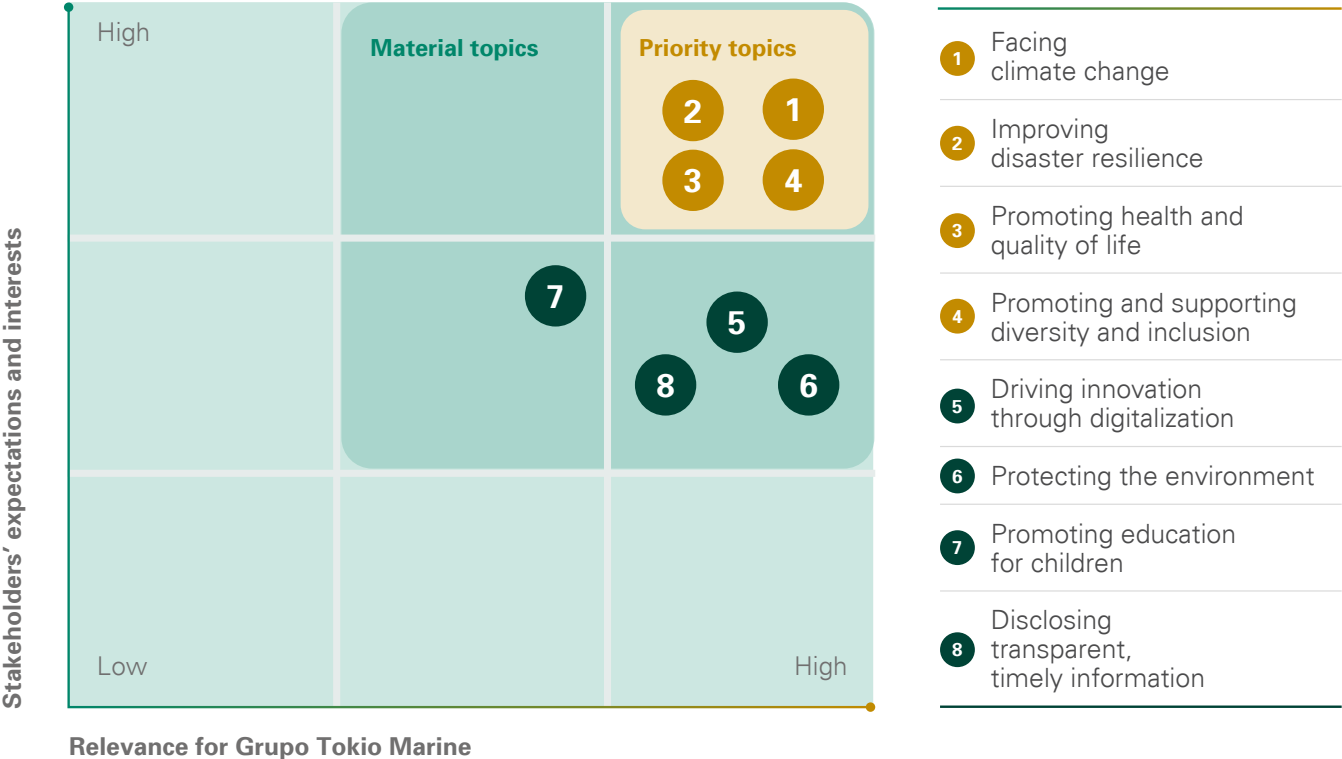 High
Material topics
Priority topics
2
1
3
4
7
5
8
6
Low
High
Stakeholders’ expectations and interests
Relevance for Grupo Tokio Marine
1
Facing
climate change
2
Improving
disaster resilience
3
Promoting health and
quality of life
4
Promoting and supporting
diversity and inclusion
5
Driving innovation
through digitalization
6
Protecting the environment
7
Promoting education
for children
8
Disclosing
transparent,
timely information